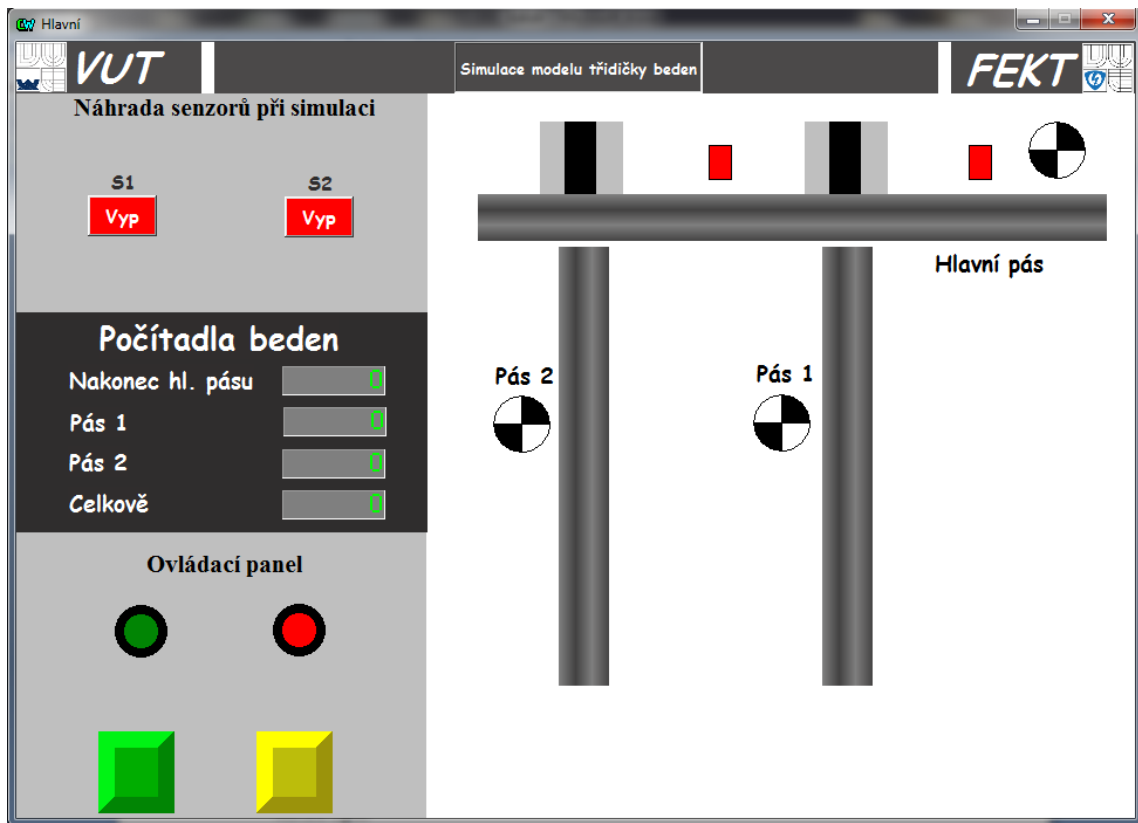 Hlavní
VUT
Simulace modelu třidičky beden
FEKT
Náhrada senzorů při simulaci
S1
S2
Vyp
Vyp
Počítadla beden
Nakonec hl. pásu 0
Pás 1 0
Pás 2 0
Celkově 0
Ovládací panel
Hlavní pás
Pás 2
Pás 1